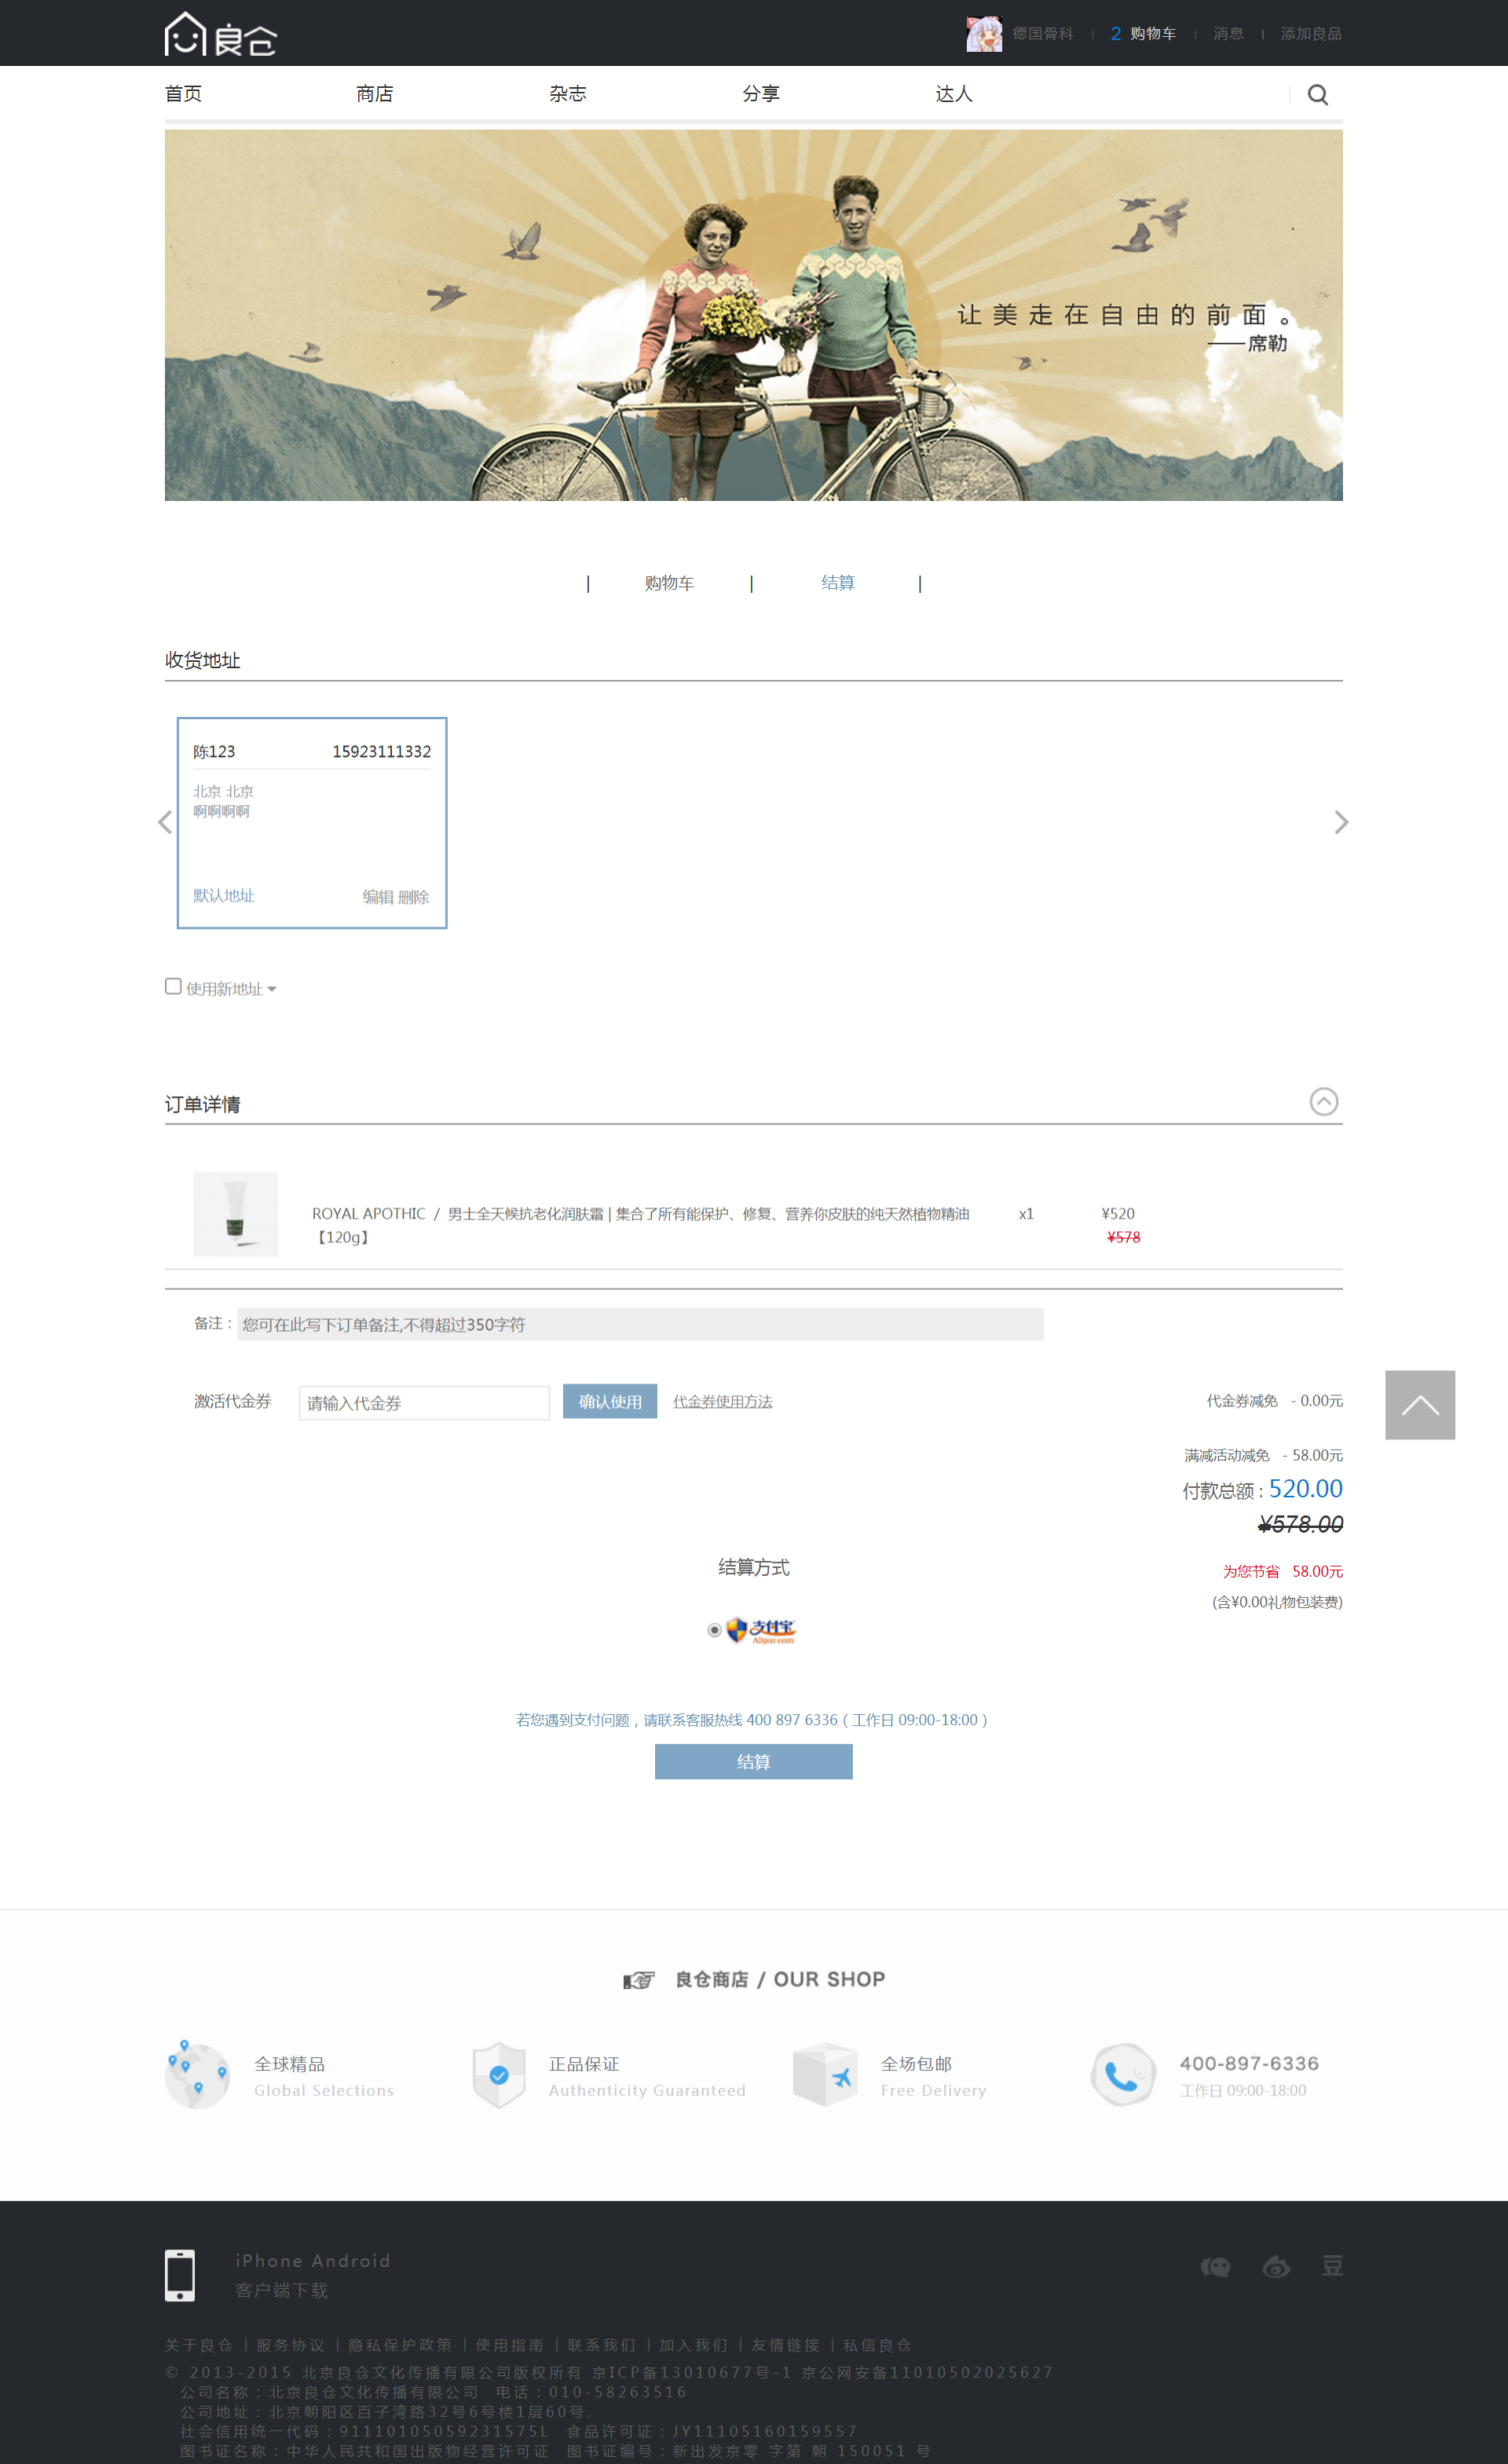 良仓
德国骨科 | 2 购物车 | 消息 | 添加良品
首页 商店 杂志 分享 达人
让美走在自由的前面。
——席勒
| 购物车 | 结算 |
收货地址
陈123 15923111332
北京 北京
啊啊啊啊
默认地址 编辑 删除
使用新地址
订单详情
ROYAL APOTHIC / 男士全天候抗老化润肤霜 | 集合了所有能保护、修复、营养你皮肤的纯天然植物精油 x1 ¥520
【120g】 ¥578
备注: 您可在此写下订单备注,不得超过350字符
激活代金券 请输入代金券 确认使用 代金券使用方法 代金券减免 - 0.00元
满减活动减免 - 58.00元
付款总额 : 520.00
¥578.00
结算方式
为您节省 58.00元
(含¥0.00礼物包装费)
支付宝
Alipay.com
若您遇到支付问题，请联系客服热线 400 897 6336 ( 工作日 09:00-18:00 )
结算
良仓商店 / OUR SHOP
全球精品 正品保证 全场包邮 400-897-6336
Global Selections Authenticity Guaranteed Free Delivery 工作日 09:00-18:00
iPhone Android
客户端下载
豆
关于良仓 | 服务协议 | 隐私保护政策 | 使用指南 | 联系我们 | 加入我们 | 友情链接 | 私信良仓
© 2013-2015 北京良仓文化传播有限公司版权所有 京ICP备13010677号-1 京公网安备11010502025627
公司名称：北京良仓文化传播有限公司 电话：010-58263516
公司地址：北京朝阳区百子湾路32号6号楼1层60号.
社会信用统一代码：91110105059231575L 食品许可证：JY11105160159557
图书证名称：中华人民共和国出版物经营许可证 图书证编号：新出发京零 字第 朝 150051 号